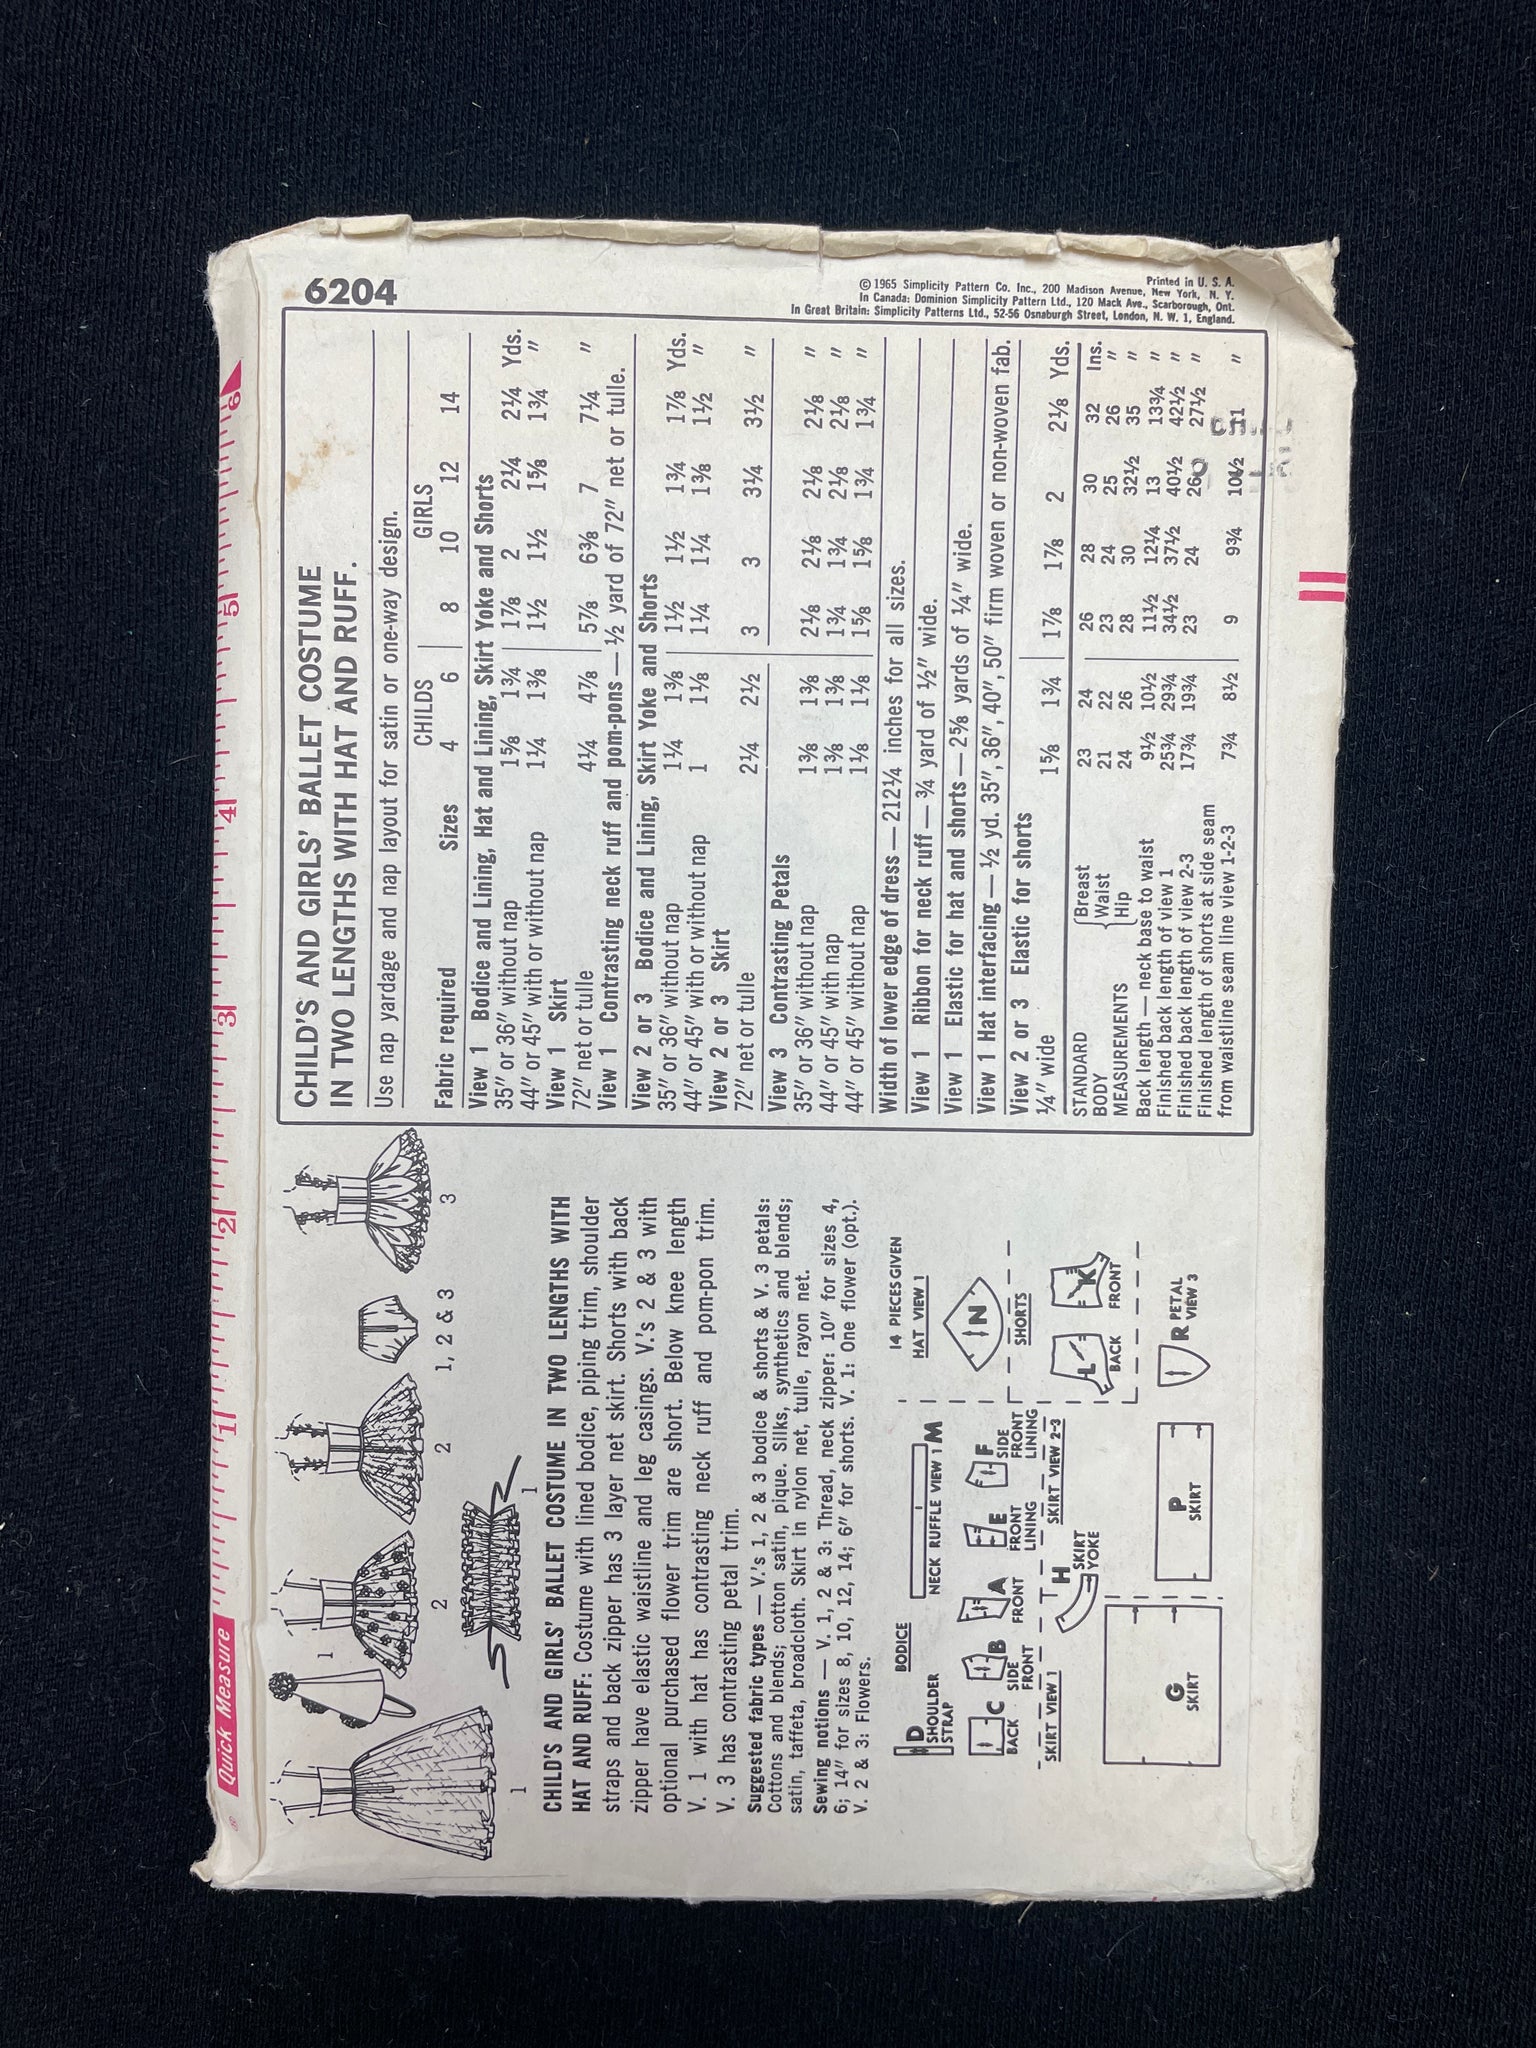 6204
© 1965 Simplicity Pattern Co. Inc., 200 Madison Avenue, New York, N. Y.
Printed in U. S. A.
In Canada: Dominion Simplicity Pattern Ltd., 120 Mack Ave., Scarborough, Ont.
In Great Britain: Simplicity Patterns Ltd., 52-56 Osnaburgh Street, London, N. W. 1, England.
Quick Measure 1 2 3 4 5 6
1
1
2
2
1, 2 & 3
3
1
CHILD'S AND GIRLS' BALLET COSTUME IN TWO LENGTHS WITH
HAT AND RUFF: Costume with lined bodice, piping trim, shoulder
straps and back zipper has 3 layer net skirt. Shorts with back
zipper have elastic waistline and leg casings. V.'s 2 & 3 with
optional purchased flower trim are short. Below knee length
V. 1 with hat has contrasting neck ruff and pom-pon trim.
V. 3 has contrasting petal trim.
Suggested fabric types — V.'s 1, 2 & 3 bodice & shorts & V. 3 petals:
Cottons and blends; cotton satin, pique. Silks, synthetics and blends;
satin, taffeta, broadcloth. Skirt in nylon net, tulle, rayon net.
Sewing notions — V. 1, 2 & 3: Thread, neck zipper: 10" for sizes 4,
6; 14" for sizes 8, 10, 12, 14; 6" for shorts. V. 1: One flower (opt.).
V. 2 & 3: Flowers.
14 PIECES GIVEN
BODICE
HAT VIEW 1
D
SHOULDER
STRAP
NECK RUFFLE VIEW 1 M
N
C
BACK
B
SIDE
FRONT
A
FRONT
E
FRONT
LINING
F
SIDE
FRONT
LINING
SHORTS
L
BACK
K
FRONT
SKIRT VIEW 1
H
SKIRT
YOKE
SKIRT VIEW 2-3
G
SKIRT
P
SKIRT
R PETAL
VIEW 3
CHILD'S AND GIRLS' BALLET COSTUME
IN TWO LENGTHS WITH HAT AND RUFF.
Use nap yardage and nap layout for satin or one-way design.
CHILDS GIRLS
Fabric required Sizes 4 6 8 10 12 14
View 1 Bodice and Lining, Hat and Lining, Skirt Yoke and Shorts
35" or 36" without nap 1⅝ 1¾ 1⅞ 2 2¼ 2¼ Yds.
44" or 45" with or without nap 1¼ 1⅜ 1½ 1½ 1⅝ 1¾ "
View 1 Skirt
72" net or tulle 4¼ 4⅞ 5⅞ 6⅜ 7 7¼ "
View 1 Contrasting neck ruff and pom-pons — ½ yard of 72" net or tulle.
View 2 or 3 Bodice and Lining, Skirt Yoke and Shorts
35" or 36" without nap 1¼ 1⅜ 1½ 1½ 1¾ 1⅞ Yds.
44" or 45" with or without nap 1 1⅛ 1¼ 1¼ 1⅜ 1½ "
View 2 or 3 Skirt
72" net or tulle 2¼ 2½ 3 3 3¼ 3½ "
View 3 Contrasting Petals
35" or 36" without nap 1⅜ 1⅜ 2⅛ 2⅛ 2⅛ 2⅛ "
44" or 45" with nap 1⅜ 1⅜ 1¾ 1¾ 2⅛ 2⅛ "
44" or 45" without nap 1⅛ 1⅛ 1⅝ 1⅝ 1¾ 1¾ "
Width of lower edge of dress — 212¼ inches for all sizes.
View 1 Ribbon for neck ruff — ¾ yard of ½" wide.
View 1 Elastic for hat and shorts — 2⅝ yards of ¼" wide.
View 1 Hat interfacing — ½ yd. 35", 36", 40", 50" firm woven or non-woven fab.
View 2 or 3 Elastic for shorts
¼" wide 1⅝ 1¾ 1⅞ 1⅞ 2 2⅛ Yds.
STANDARD Breast 23 24 26 28 30 32 Ins.
BODY Waist 21 22 23 24 25 26 "
MEASUREMENTS Hip 24 26 28 30 32½ 35 "
Back length — neck base to waist 9½ 10½ 11½ 12¼ 13 13¾ "
Finished back length of view 1 25¾ 29¾ 34½ 37½ 40½ 42½ "
Finished back length of view 2-3 17¾ 19¾ 23 24 26 27½ "
Finished length of shorts at side seam
from waistline seam line view 1-2-3 7¾ 8½ 9 9¾ 10½ 11 "